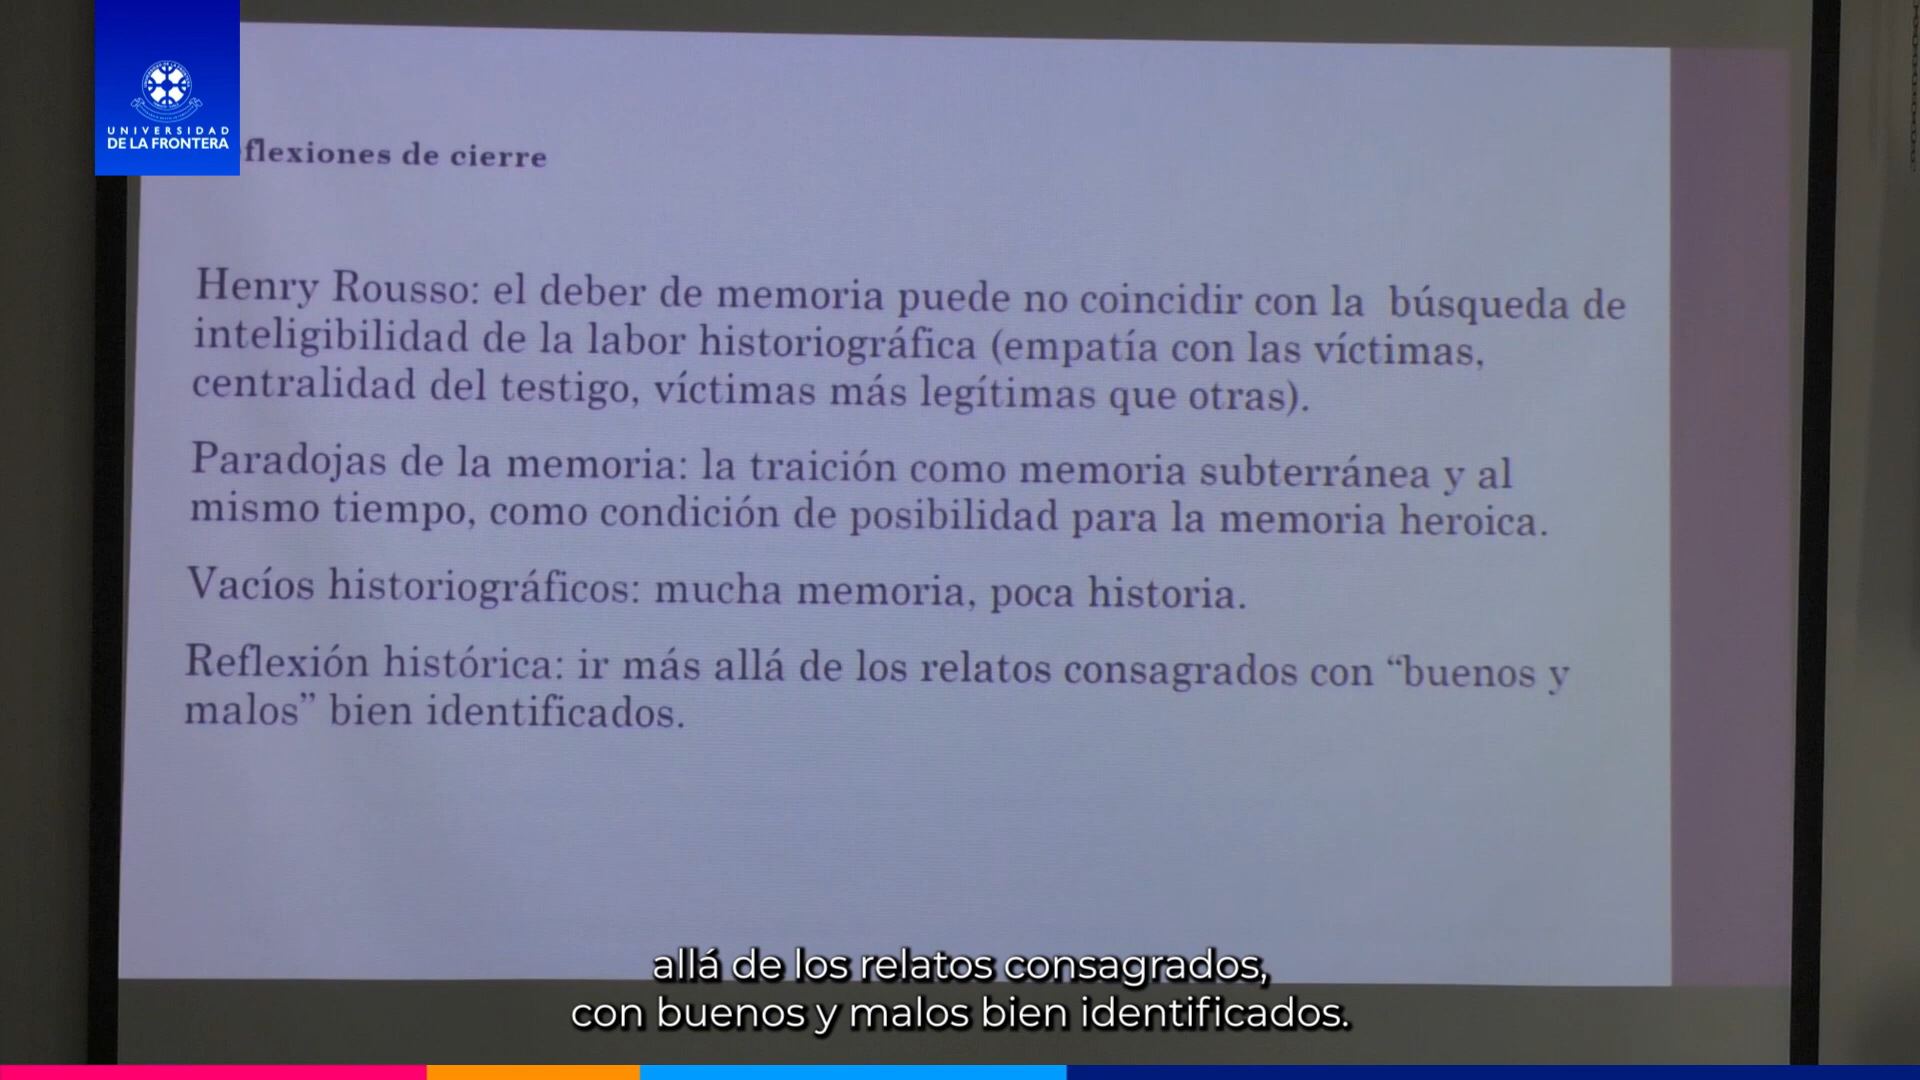 UNIVERSIDAD
DE LA FRONTERA
flexiones de cierre
Henry Rousso: el deber de memoria puede no coincidir con la búsqueda de
inteligibilidad de la labor historiográfica (empatía con las víctimas,
centralidad del testigo, víctimas más legítimas que otras).
Paradojas de la memoria: la traición como memoria subterránea y al
mismo tiempo, como condición de posibilidad para la memoria heroica.
Vacíos historiográficos: mucha memoria, poca historia.
Reflexión histórica: ir más allá de los relatos consagrados con “buenos y
malos” bien identificados.
allá de los relatos consagrados,
con buenos y malos bien identificados.